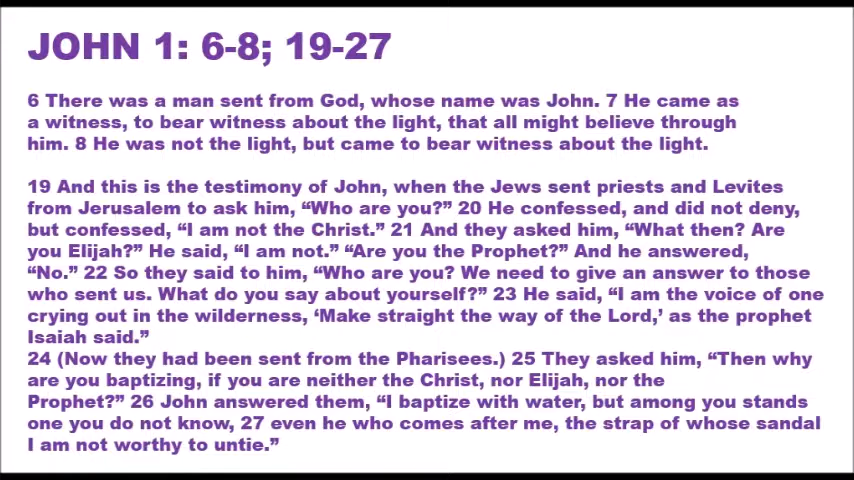 JOHN 1: 6-8; 19-27
6 There was a man sent from God, whose name was John. 7 He came as
a witness, to bear witness about the light, that all might believe through
him. 8 He was not the light, but came to bear witness about the light.
19 And this is the testimony of John, when the Jews sent priests and Levites
from Jerusalem to ask him, “Who are you?” 20 He confessed, and did not deny,
but confessed, “I am not the Christ.” 21 And they asked him, “What then? Are
you Elijah?” He said, “I am not.” “Are you the Prophet?” And he answered,
“No.” 22 So they said to him, “Who are you? We need to give an answer to those
who sent us. What do you say about yourself?” 23 He said, “I am the voice of one
crying out in the wilderness, ‘Make straight the way of the Lord,’ as the prophet
Isaiah said.”
24 (Now they had been sent from the Pharisees.) 25 They asked him, “Then why
are you baptizing, if you are neither the Christ, nor Elijah, nor the
Prophet?” 26 John answered them, “I baptize with water, but among you stands
one you do not know, 27 even he who comes after me, the strap of whose sandal
I am not worthy to untie.”